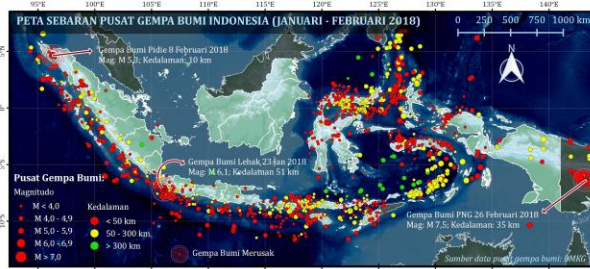 95°E 100°E 105°E 110°E 115°E 120°E 125°E 130°E 135°E 140°E
PETA SEBARAN PUSAT GEMPA BUMI INDONESIA (JANUARI - FEBRUARI 2018)
0 250 500 750 1000 km
N
Gempa Bumi Pidie 8 Februari 2018
Mag: M 5,3; Kedalaman: 10 km
Gempa Bumi Lebak 23 Jan 2018
Mag: M 6,1; Kedalaman 51 km
Pusat Gempa Bumi:
Magnitudo Kedalaman
M < 4,0 < 50 km
M 4,0 - 4,9 50 - 300 km
M 5,0 - 5,9 > 300 km
M 6,0 - 6,9
M > 7,0
Gempa Bumi PNG 26 Februari 2018
Mag: M 7,5; Kedalaman: 35 km
Gempa Bumi Merusak
Sumber data pusat gempa bumi: BMKG